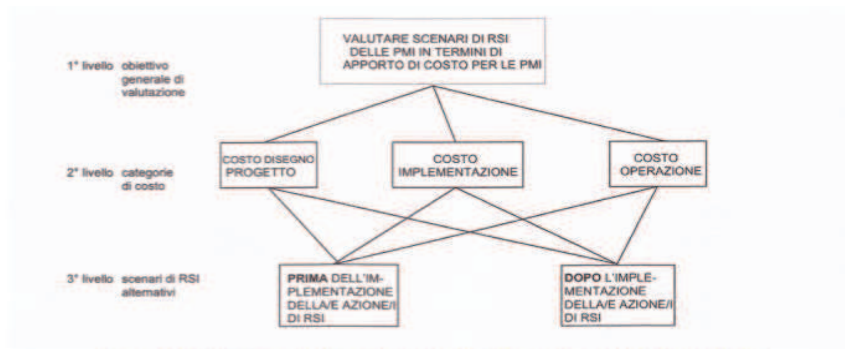 VALUTARE SCENARI DI RSI
DELLE PMI IN TERMINI DI
APPORTO DI COSTO PER LE PMI
1° livello obiettivo
generale di
valutazione
COSTO DISEGNO
PROGETTO
COSTO
IMPLEMENTAZIONE
COSTO
OPERAZIONE
2° livello categorie
di costo
3° livello scenari di RSI
alternativi
PRIMA DELL'IM-
PLEMENTAZIONE
DELLA/E AZIONE/I
DI RSI
DOPO L'IMPLE-
MENTAZIONE
DELLA/E AZIONE/I
DI RSI